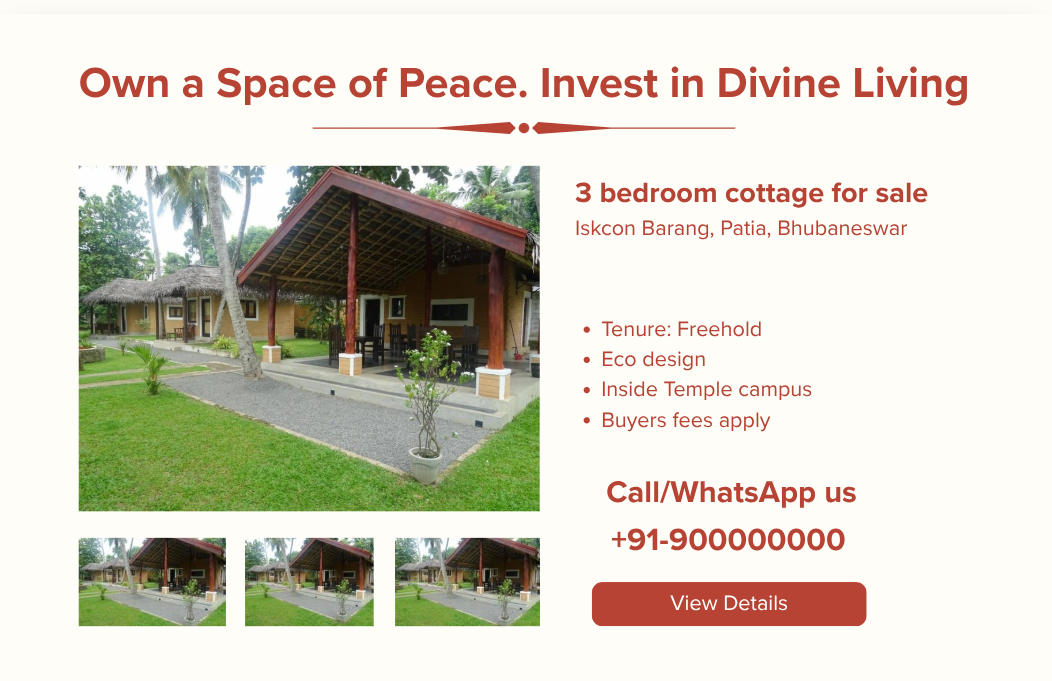 Own a Space of Peace. Invest in Divine Living
3 bedroom cottage for sale
Iskcon Barang, Patia, Bhubaneswar
• Tenure: Freehold
• Eco design
• Inside Temple campus
• Buyers fees apply
Call/WhatsApp us
+91-900000000
View Details